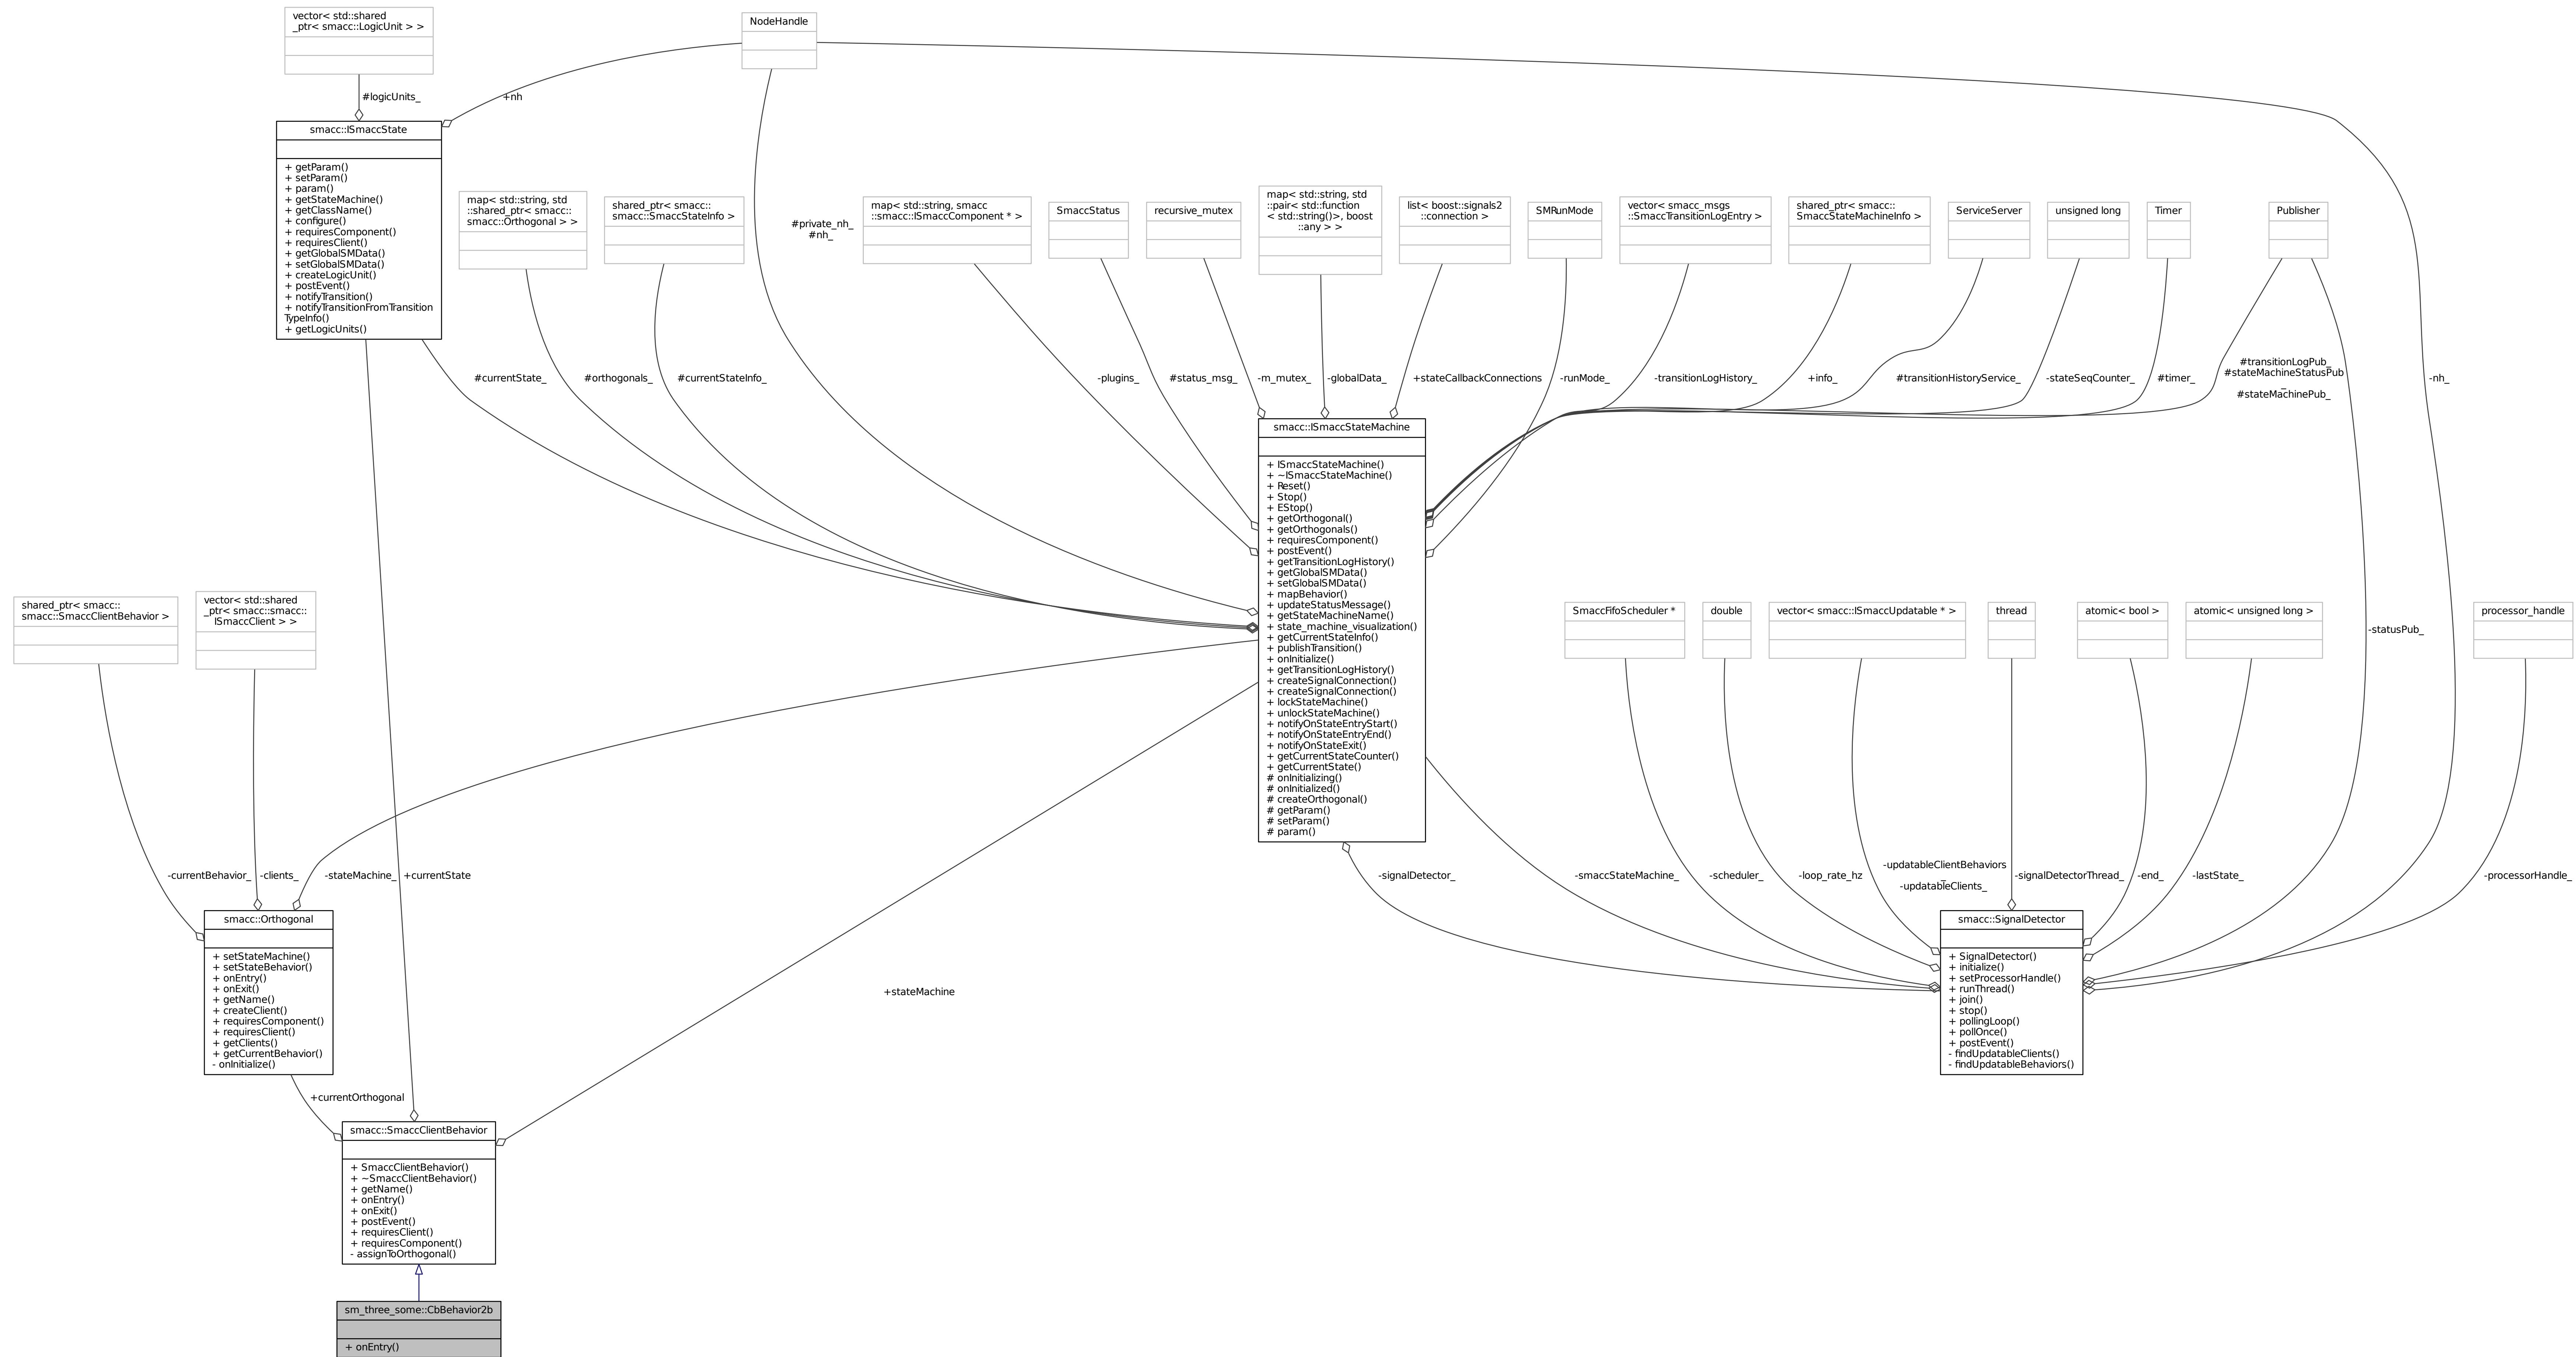 vector< std::shared
_ptr< smacc::LogicUnit > >
NodeHandle
#logicUnits_
+nh
smacc::ISmaccState
+ getParam()
+ setParam()
+ param()
+ getStateMachine()
+ getClassName()
+ configure()
+ requiresComponent()
+ requiresClient()
+ getGlobalSMData()
+ setGlobalSMData()
+ createLogicUnit()
+ postEvent()
+ notifyTransition()
+ notifyTransitionFromTransition
TypeInfo()
+ getLogicUnits()
map< std::string, std
::shared_ptr< smacc::
smacc::Orthogonal > >
shared_ptr< smacc::
smacc::SmaccStateInfo >
#private_nh_
#nh_
map< std::string, smacc
::smacc::ISmaccComponent * >
SmaccStatus
recursive_mutex
map< std::string, std
::pair< std::function
< std::string()>, boost
::any > >
list< boost::signals2
::connection >
SMRunMode
vector< smacc_msgs
::SmaccTransitionLogEntry >
shared_ptr< smacc::
SmaccStateMachineInfo >
ServiceServer
unsigned long
Timer
Publisher
#currentState_
#orthogonals_
#currentStateInfo_
-plugins_
#status_msg_
-m_mutex_
-globalData_
+stateCallbackConnections
-runMode_
-transitionLogHistory_
+info_
#transitionHistoryService_
-stateSeqCounter_
#timer_
#transitionLogPub_
#stateMachineStatusPub
_
#stateMachinePub_
-nh_
smacc::ISmaccStateMachine
+ ISmaccStateMachine()
+ ~ISmaccStateMachine()
+ Reset()
+ Stop()
+ EStop()
+ getOrthogonal()
+ getOrthogonals()
+ requiresComponent()
+ postEvent()
+ getTransitionLogHistory()
+ getGlobalSMData()
+ setGlobalSMData()
+ mapBehavior()
+ updateStatusMessage()
+ getStateMachineName()
+ state_machine_visualization()
+ getCurrentStateInfo()
+ publishTransition()
+ onInitialize()
+ getTransitionLogHistory()
+ createSignalConnection()
+ createSignalConnection()
+ lockStateMachine()
+ unlockStateMachine()
+ notifyOnStateEntryStart()
+ notifyOnStateEntryEnd()
+ notifyOnStateExit()
+ getCurrentStateCounter()
+ getCurrentState()
# onInitializing()
# onInitialized()
# createOrthogonal()
# getParam()
# setParam()
# param()
shared_ptr< smacc::
smacc::SmaccClientBehavior >
vector< std::shared
_ptr< smacc::smacc::
ISmaccClient > >
SmaccFifoScheduler *
double
vector< smacc::ISmaccUpdatable * >
thread
atomic< bool >
atomic< unsigned long >
-statusPub_
processor_handle
-currentBehavior_
-clients_
-stateMachine_
+currentState
-signalDetector_
-smaccStateMachine_
-scheduler_
-loop_rate_hz
-updatableClientBehaviors
_
-updatableClients_
-signalDetectorThread_
-end_
-lastState_
-processorHandle_
smacc::Orthogonal
+ setStateMachine()
+ setStateBehavior()
+ onEntry()
+ onExit()
+ getName()
+ createClient()
+ requiresComponent()
+ requiresClient()
+ getClients()
+ getCurrentBehavior()
- onInitialize()
+stateMachine
smacc::SignalDetector
+ SignalDetector()
+ initialize()
+ setProcessorHandle()
+ runThread()
+ join()
+ stop()
+ pollingLoop()
+ pollOnce()
+ postEvent()
- findUpdatableClients()
- findUpdatableBehaviors()
+currentOrthogonal
smacc::SmaccClientBehavior
+ SmaccClientBehavior()
+ ~SmaccClientBehavior()
+ getName()
+ onEntry()
+ onExit()
+ postEvent()
+ requiresClient()
+ requiresComponent()
- assignToOrthogonal()
sm_three_some::CbBehavior2b
+ onEntry()